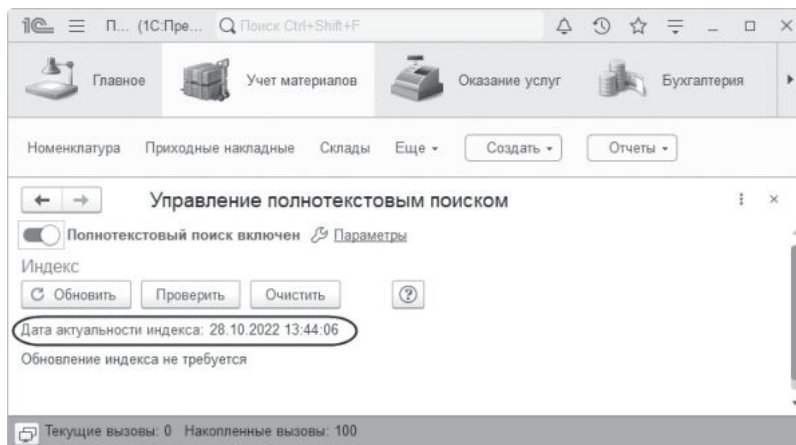 1С П... (1С:Пре... Поиск Ctrl+Shift+F
Главное Учет материалов Оказание услуг Бухгалтерия
Номенклатура Приходные накладные Склады Еще Создать Отчеты
Управление полнотекстовым поиском
Полнотекстовый поиск включен Параметры
Индекс
Обновить Проверить Очистить ?
Дата актуальности индекса: 28.10.2022 13:44:06
Обновление индекса не требуется
Текущие вызовы: 0 Накопленные вызовы: 100